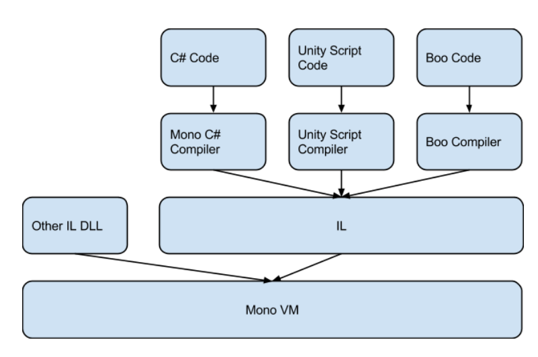 C# Code
Unity Script
Code
Boo Code
Mono C#
Compiler
Unity Script
Compiler
Boo Compiler
Other IL DLL
IL
Mono VM